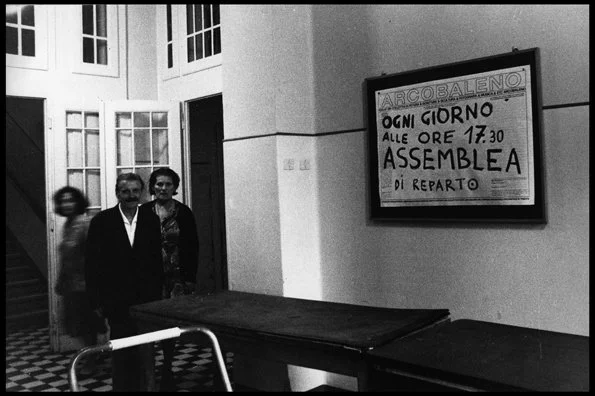 ARCOBALENO
OGNI GIORNO
ALLE ORE 17.30
ASSEMBLEA
DI REPARTO